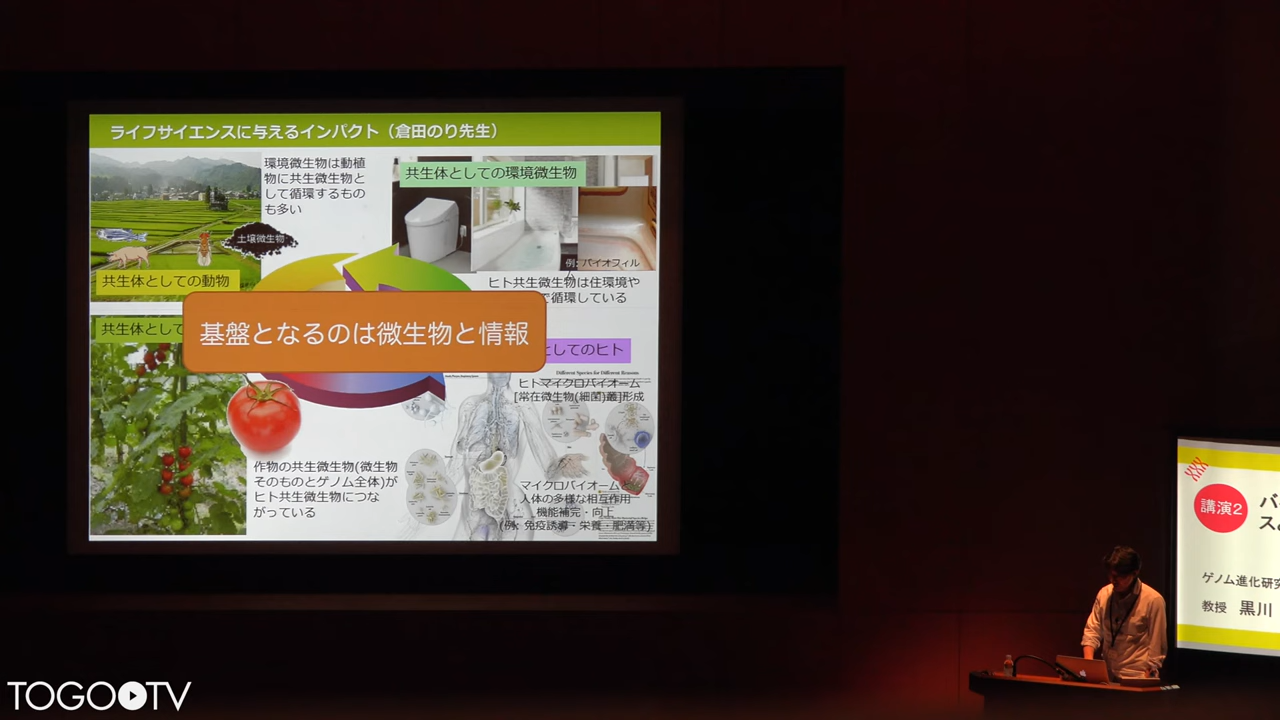 ライフサイエンスに与えるインパクト（倉田のり先生）
環境微生物は動植
物に共生微生物と
して循環するもの
も多い
土壌微生物
共生体としての動物
共生体としての環境微生物
例: バイオフィル
ヒト共生微生物は住環境や
で循環している
共生体として
基盤となるのは微生物と情報
としてのヒト
Different Species for Different Reasons
ヒトマイクロバイオーム
[常在微生物(細菌)叢]形成
作物の共生微生物(微生物
そのものとゲノム全体)が
ヒト共生微生物につな
がっている
マイクロバイオームと
人体の多様な相互作用
機能補完・向上
(例: 免疫誘導・栄養・肥満等)
講演2
バ
スよ
ゲノム進化研究
教授 黒川
TOGO TV